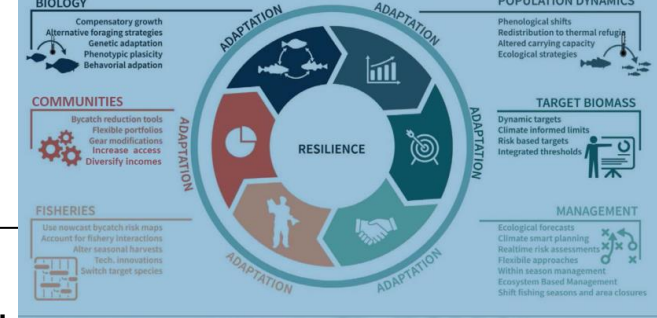 BIOLOGY
Compensatory growth
Alternative foraging strategies
Genetic adaptation
Phenotypic plasicity
Behavorial adpation
COMMUNITIES
Bycatch reduction tools
Flexible portfolios
Gear modifications
Increase access
Diversify incomes
FISHERIES
Use nowcast bycatch risk maps
Account for fishery interactions
Alter seasonal harvests
Tech. innovations
Switch target species
ADAPTATION
ADAPTATION
ADAPTATION
ADAPTATION
ADAPTATION
ADAPTATION
RESILIENCE
POPULATION DYNAMICS
Phenological shifts
Redistribution to thermal refugia
Altered carrying capacity
Ecological strategies
TARGET BIOMASS
Dynamic targets
Climate informed limits
Risk based targets
Integrated thresholds
MANAGEMENT
Ecological forecasts
Climate smart planning
Realtime risk assessments
Flexibile approaches
Within season management
Ecosystem Based Management
Shift fishing seasons and area closures